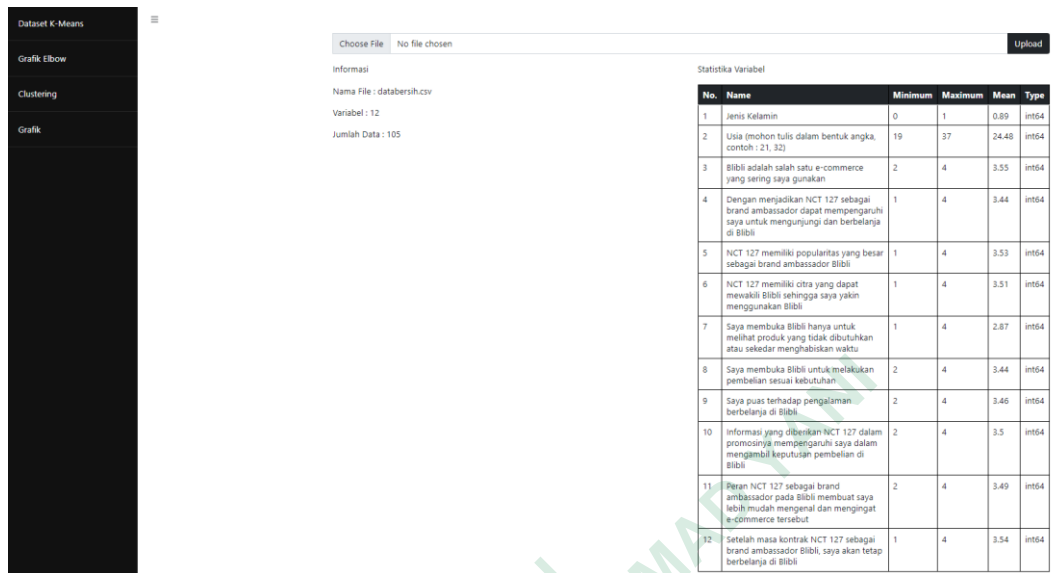 Dataset K-Means
Grafik Elbow
Clustering
Grafik
Choose File No file chosen Upload
Informasi
Nama File : databersih.csv
Variabel : 12
Jumlah Data : 105
Statistika Variabel
No. Name Minimum Maximum Mean Type
1 Jenis Kelamin 0 1 0.89 int64
2 Usia (mohon tulis dalam bentuk angka, 19 37 24.48 int64
contoh : 21, 32)
3 Blibli adalah salah satu e-commerce 2 4 3.55 int64
yang sering saya gunakan
4 Dengan menjadikan NCT 127 sebagai 1 4 3.44 int64
brand ambassador dapat mempengaruhi
saya untuk mengunjungi dan berbelanja
di Blibli
5 NCT 127 memiliki popularitas yang besar 1 4 3.53 int64
sebagai brand ambassador Blibli
6 NCT 127 memiliki citra yang dapat 1 4 3.51 int64
mewakili Blibli sehingga saya yakin
menggunakan Blibli
7 Saya membuka Blibli hanya untuk 1 4 2.87 int64
melihat produk yang tidak dibutuhkan
atau sekedar menghabiskan waktu
8 Saya membuka Blibli untuk melakukan 2 4 3.44 int64
pembelian sesuai kebutuhan
9 Saya puas terhadap pengalaman 2 4 3.46 int64
berbelanja di Blibli
10 Informasi yang diberikan NCT 127 dalam 2 4 3.5 int64
promosinya mempengaruhi saya dalam
mengambil keputusan pembelian di
Blibli
11 Peran NCT 127 sebagai brand 2 4 3.49 int64
ambassador pada Blibli membuat saya
lebih mudah mengenal dan mengingat
e-commerce tersebut
12 Setelah masa kontrak NCT 127 sebagai 1 4 3.54 int64
brand ambassador Blibli, saya akan tetap
berbelanja di Blibli
YANI